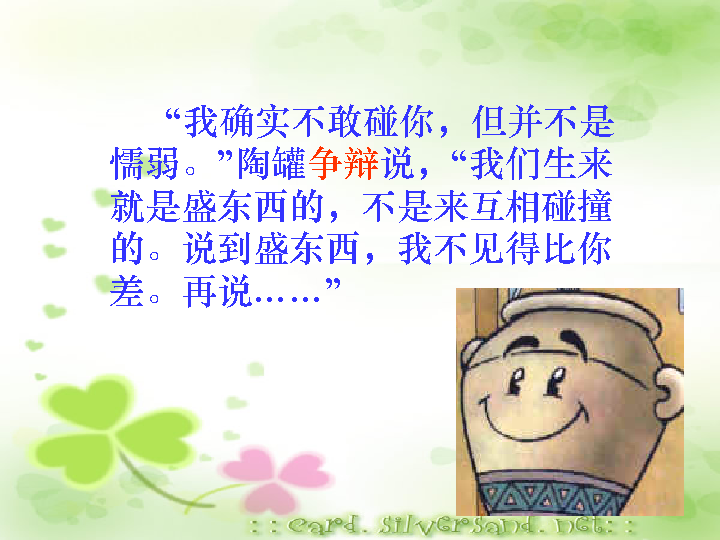 “我确实不敢碰你，但并不是
懦弱。”陶罐争辩说，“我们生来
就是盛东西的，不是来互相碰撞
的。说到盛东西，我不见得比你
差。再说……”
::card.silversand.net::